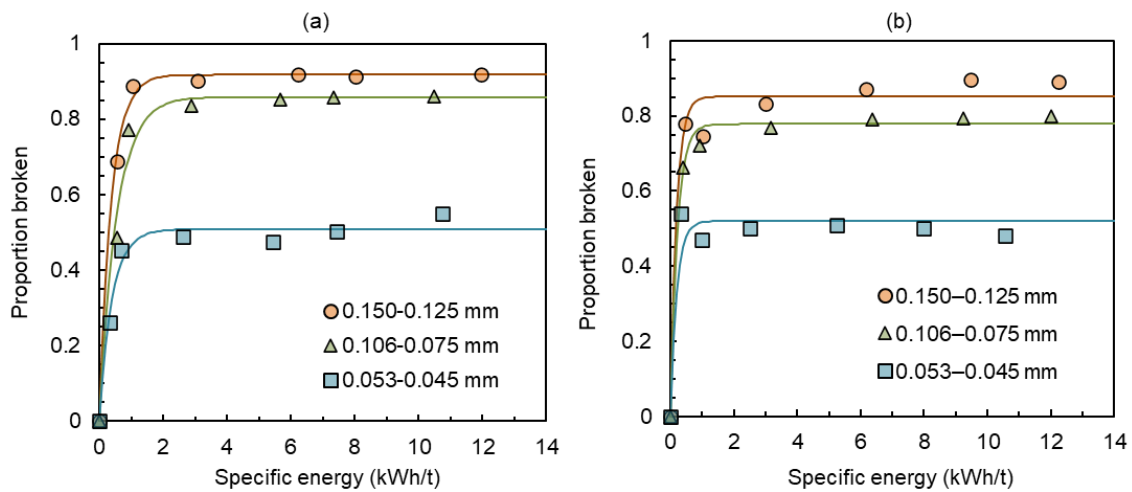 (a)
Proportion broken
1
0.8
0.6
0.4
0.2
0
0.150-0.125 mm
0.106-0.075 mm
0.053-0.045 mm
0 2 4 6 8 10 12 14
Specific energy (kWh/t)
(b)
Proportion broken
1
0.8
0.6
0.4
0.2
0
0.150–0.125 mm
0.106–0.075 mm
0.053–0.045 mm
0 2 4 6 8 10 12 14
Specific energy (kWh/t)